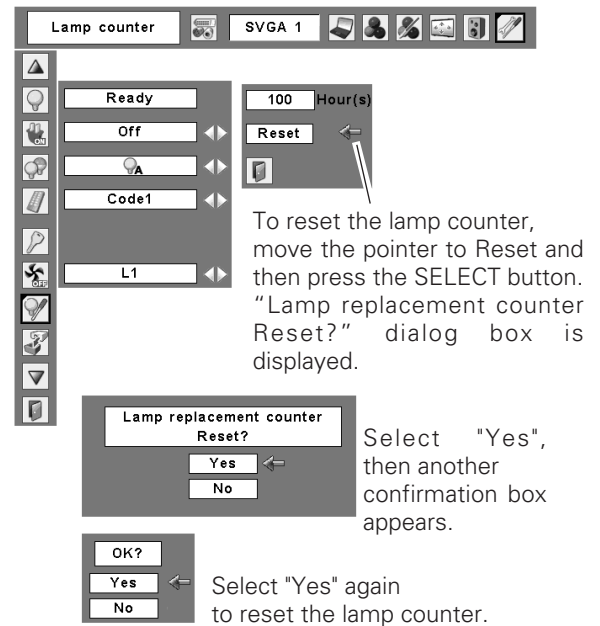 Lamp counter
SVGA 1
Ready
100 Hour(s)
ON
Off
Reset
A
Code1
To reset the lamp counter,
move the pointer to Reset and
then press the SELECT button.
“Lamp replacement counter
Reset?” dialog box is
displayed.
OFF
L1
Lamp replacement counter
Reset?
Yes
No
Select "Yes",
then another
confirmation box
appears.
OK?
Yes
No
Select "Yes" again
to reset the lamp counter.